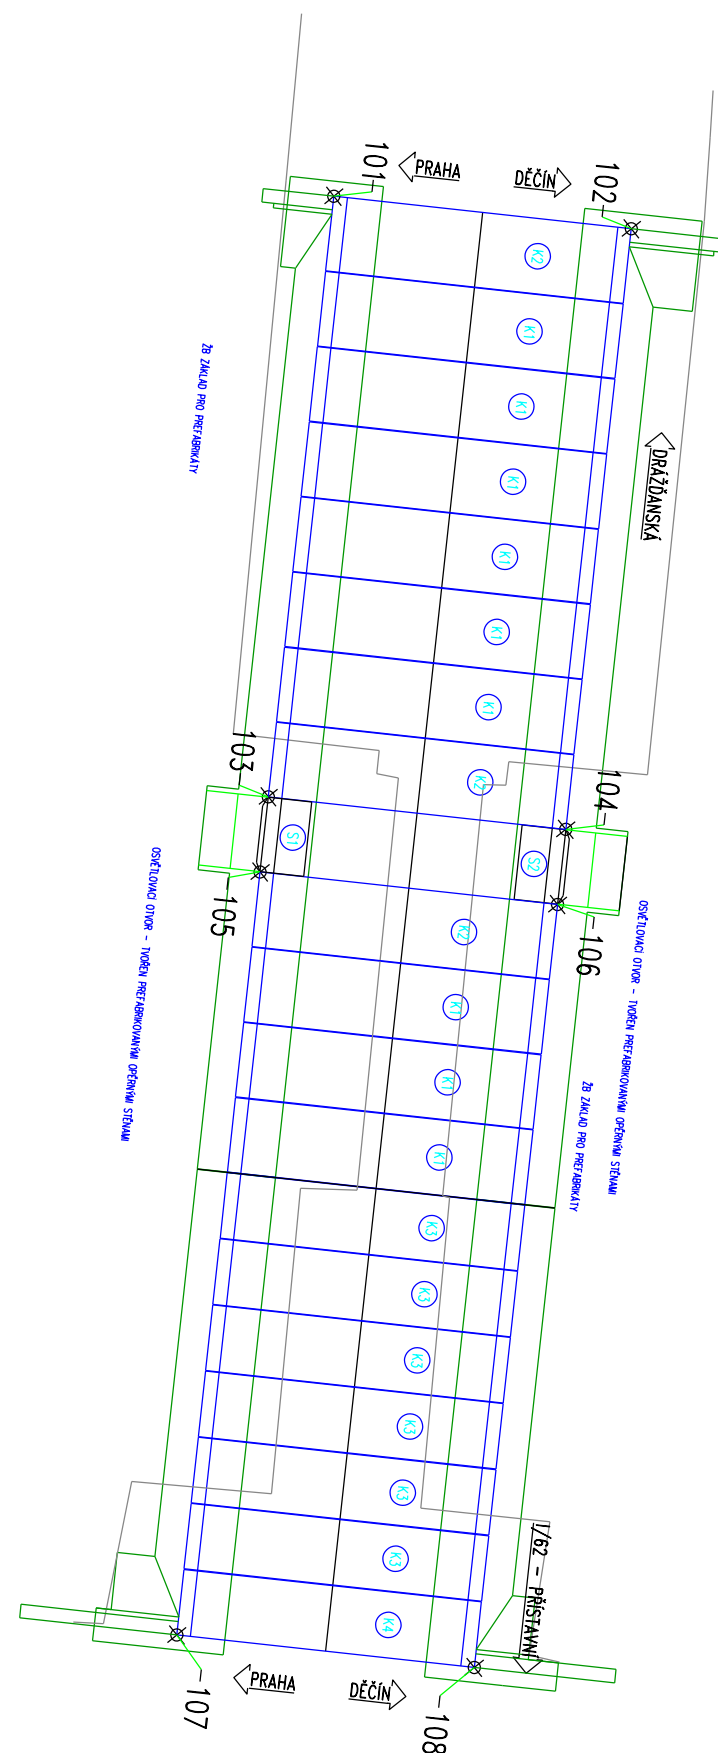 101
PRAHA
DĚČÍN
102
K2
K1
K1
K1
K1
K1
K1
K2
DRÁŽĎANSKÁ
ŽB ZÁKLAD PRO PREFABRIKÁTY
103
104
S1
S2
105
106
OSVĚTLOVACÍ OTVOR - TVOŘEN PREFABRIKOVANÝMI OPĚRNÝMI STĚNAMI
OSVĚTLOVACÍ OTVOR - TVOŘEN PREFABRIKOVANÝMI OPĚRNÝMI STĚNAMI
ŽB ZÁKLAD PRO PREFABRIKÁTY
K2
K1
K1
K1
K3
K3
K3
K3
K3
K3
K4
I/62 - PŘÍSTAVNÍ
PRAHA
DĚČÍN
107
108